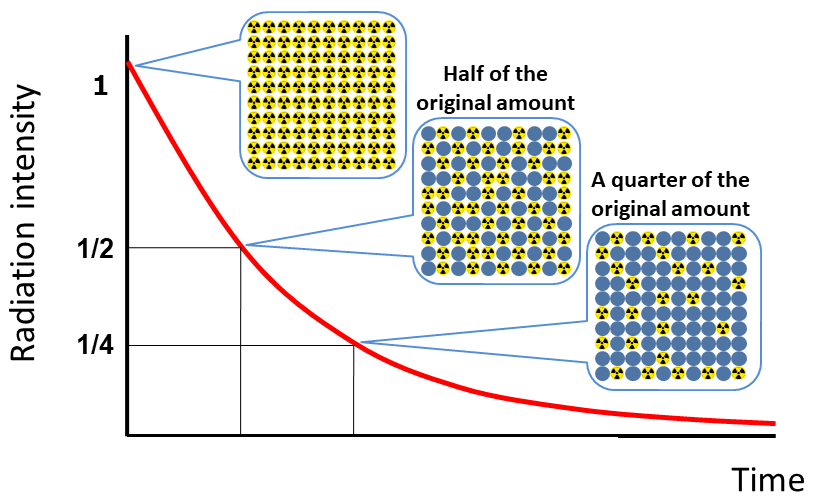 Radiation intensity
1
Half of the
original amount
A quarter of the
original amount
1/2
1/4
Time